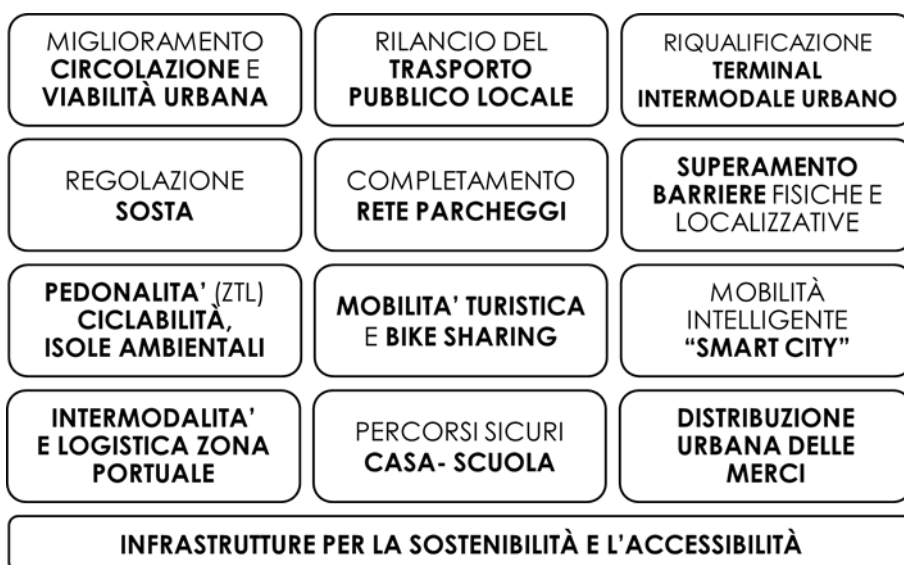 MIGLIORAMENTO
CIRCOLAZIONE E
VIABILITÀ URBANA
RILANCIO DEL
TRASPORTO
PUBBLICO LOCALE
RIQUALIFICAZIONE
TERMINAL
INTERMODALE URBANO
REGOLAZIONE
SOSTA
COMPLETAMENTO
RETE PARCHEGGI
SUPERAMENTO
BARRIERE FISICHE E
LOCALIZZATIVE
PEDONALITA’ (ZTL)
CICLABILITÀ,
ISOLE AMBIENTALI
MOBILITA’ TURISTICA
E BIKE SHARING
MOBILITÀ
INTELLIGENTE
“SMART CITY”
INTERMODALITA’
E LOGISTICA ZONA
PORTUALE
PERCORSI SICURI
CASA- SCUOLA
DISTRIBUZIONE
URBANA DELLE
MERCI
INFRASTRUTTURE PER LA SOSTENIBILITÀ E L’ACCESSIBILITÀ